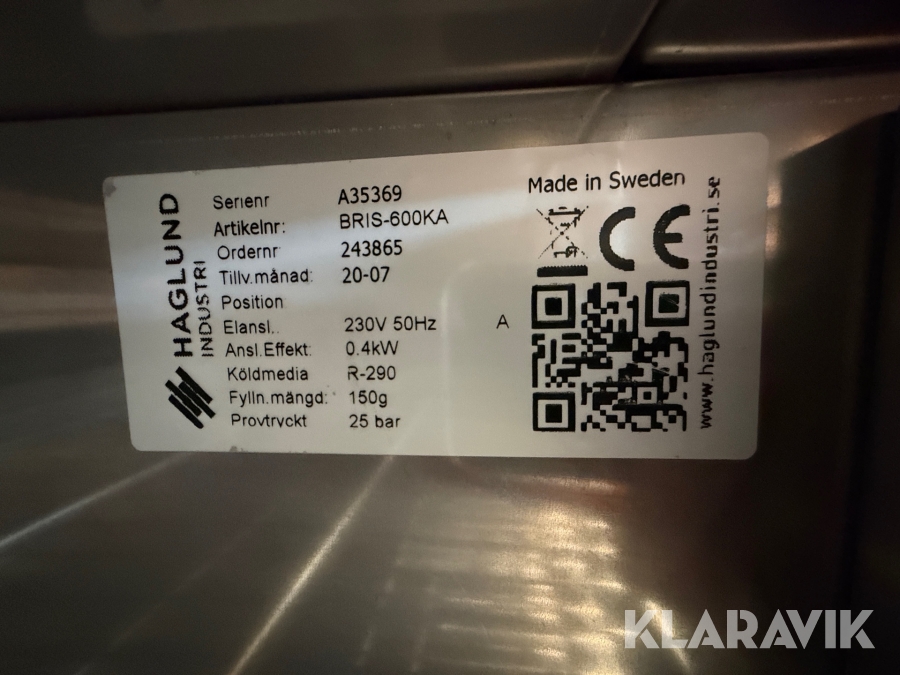 HAGLUND
INDUSTRI
Serienr A35369
Artikelnr: BRIS-600KA
Ordernr 243865
Tillv.månad: 20-07
Position
Elansl.. 230V 50Hz A
Ansl.Effekt: 0.4kW
Köldmedia R-290
Fylln.mängd: 150g
Provtryckt 25 bar
Made in Sweden
CE
www.haglundindustri.se
KLARAVIK